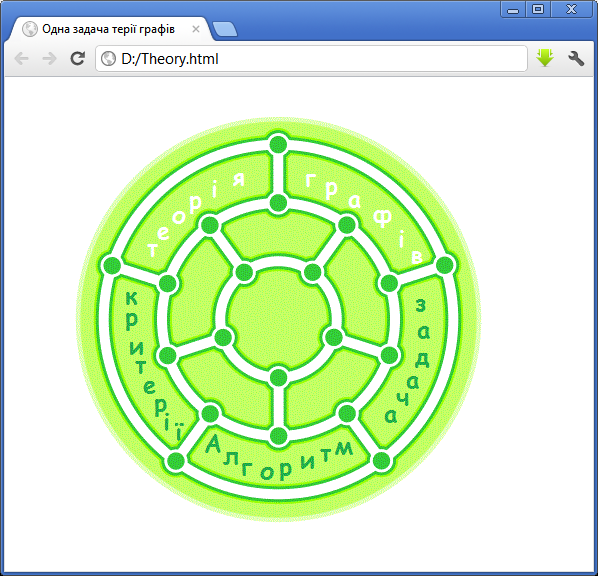 Одна задача терії графів
D:/Theory.html
теорія
графів
критерії
задача
Алгоритм